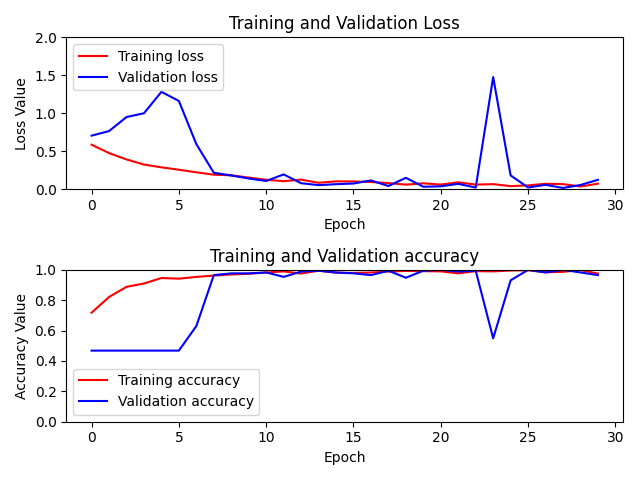 Training and Validation Loss
Loss Value
2.0
1.5
1.0
0.5
0.0
Training loss
Validation loss
0 5 10 15 20 25 30
Epoch
Training and Validation accuracy
Accuracy Value
1.0
0.8
0.6
0.4
0.2
0.0
Training accuracy
Validation accuracy
0 5 10 15 20 25 30
Epoch